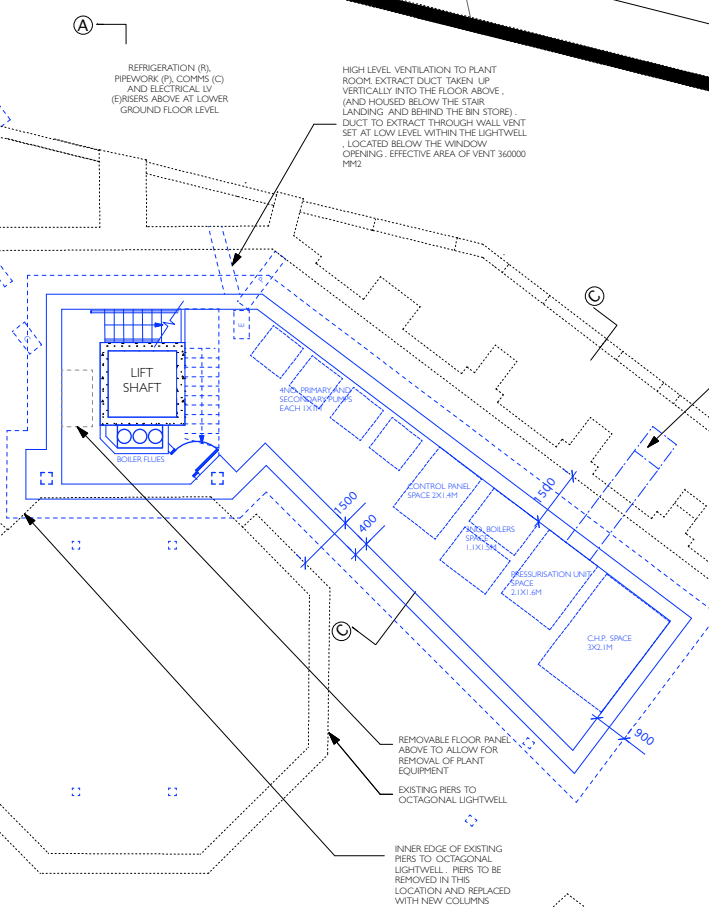 A
REFRIGERATION (R),
PIPEWORK (P), COMMS (C)
AND ELECTRICAL LV
(E)RISERS ABOVE AT LOWER
GROUND FLOOR LEVEL
HIGH LEVEL VENTILATION TO PLANT
ROOM. EXTRACT DUCT TAKEN UP
VERTICALLY INTO THE FLOOR ABOVE ,
(AND HOUSED BELOW THE STAIR
LANDING AND BEHIND THE BIN STORE) .
DUCT TO EXTRACT THROUGH WALL VENT
SET AT LOW LEVEL WITHIN THE LIGHTWELL
, LOCATED BELOW THE WINDOW
OPENING . EFFECTIVE AREA OF VENT 360000
MM2
C
E
LIFT
SHAFT
4NO. PRIMARY AND
SECONDARY PUMPS
EACH 1X1M
BOILER FLUES
CONTROL PANEL
SPACE 2X1.4M
1500
1500
400
3NO. BOILERS
SPACE
1.1X1.5M
PRESSURISATION UNIT
SPACE
2.1X1.6M
C
C.H.P. SPACE
3X2.1M
900
REMOVABLE FLOOR PANEL
ABOVE TO ALLOW FOR
REMOVAL OF PLANT
EQUIPMENT
EXISTING PIERS TO
OCTAGONAL LIGHTWELL
INNER EDGE OF EXISTING
PIERS TO OCTAGONAL
LIGHTWELL . PIERS TO BE
REMOVED IN THIS
LOCATION AND REPLACED
WITH NEW COLUMNS